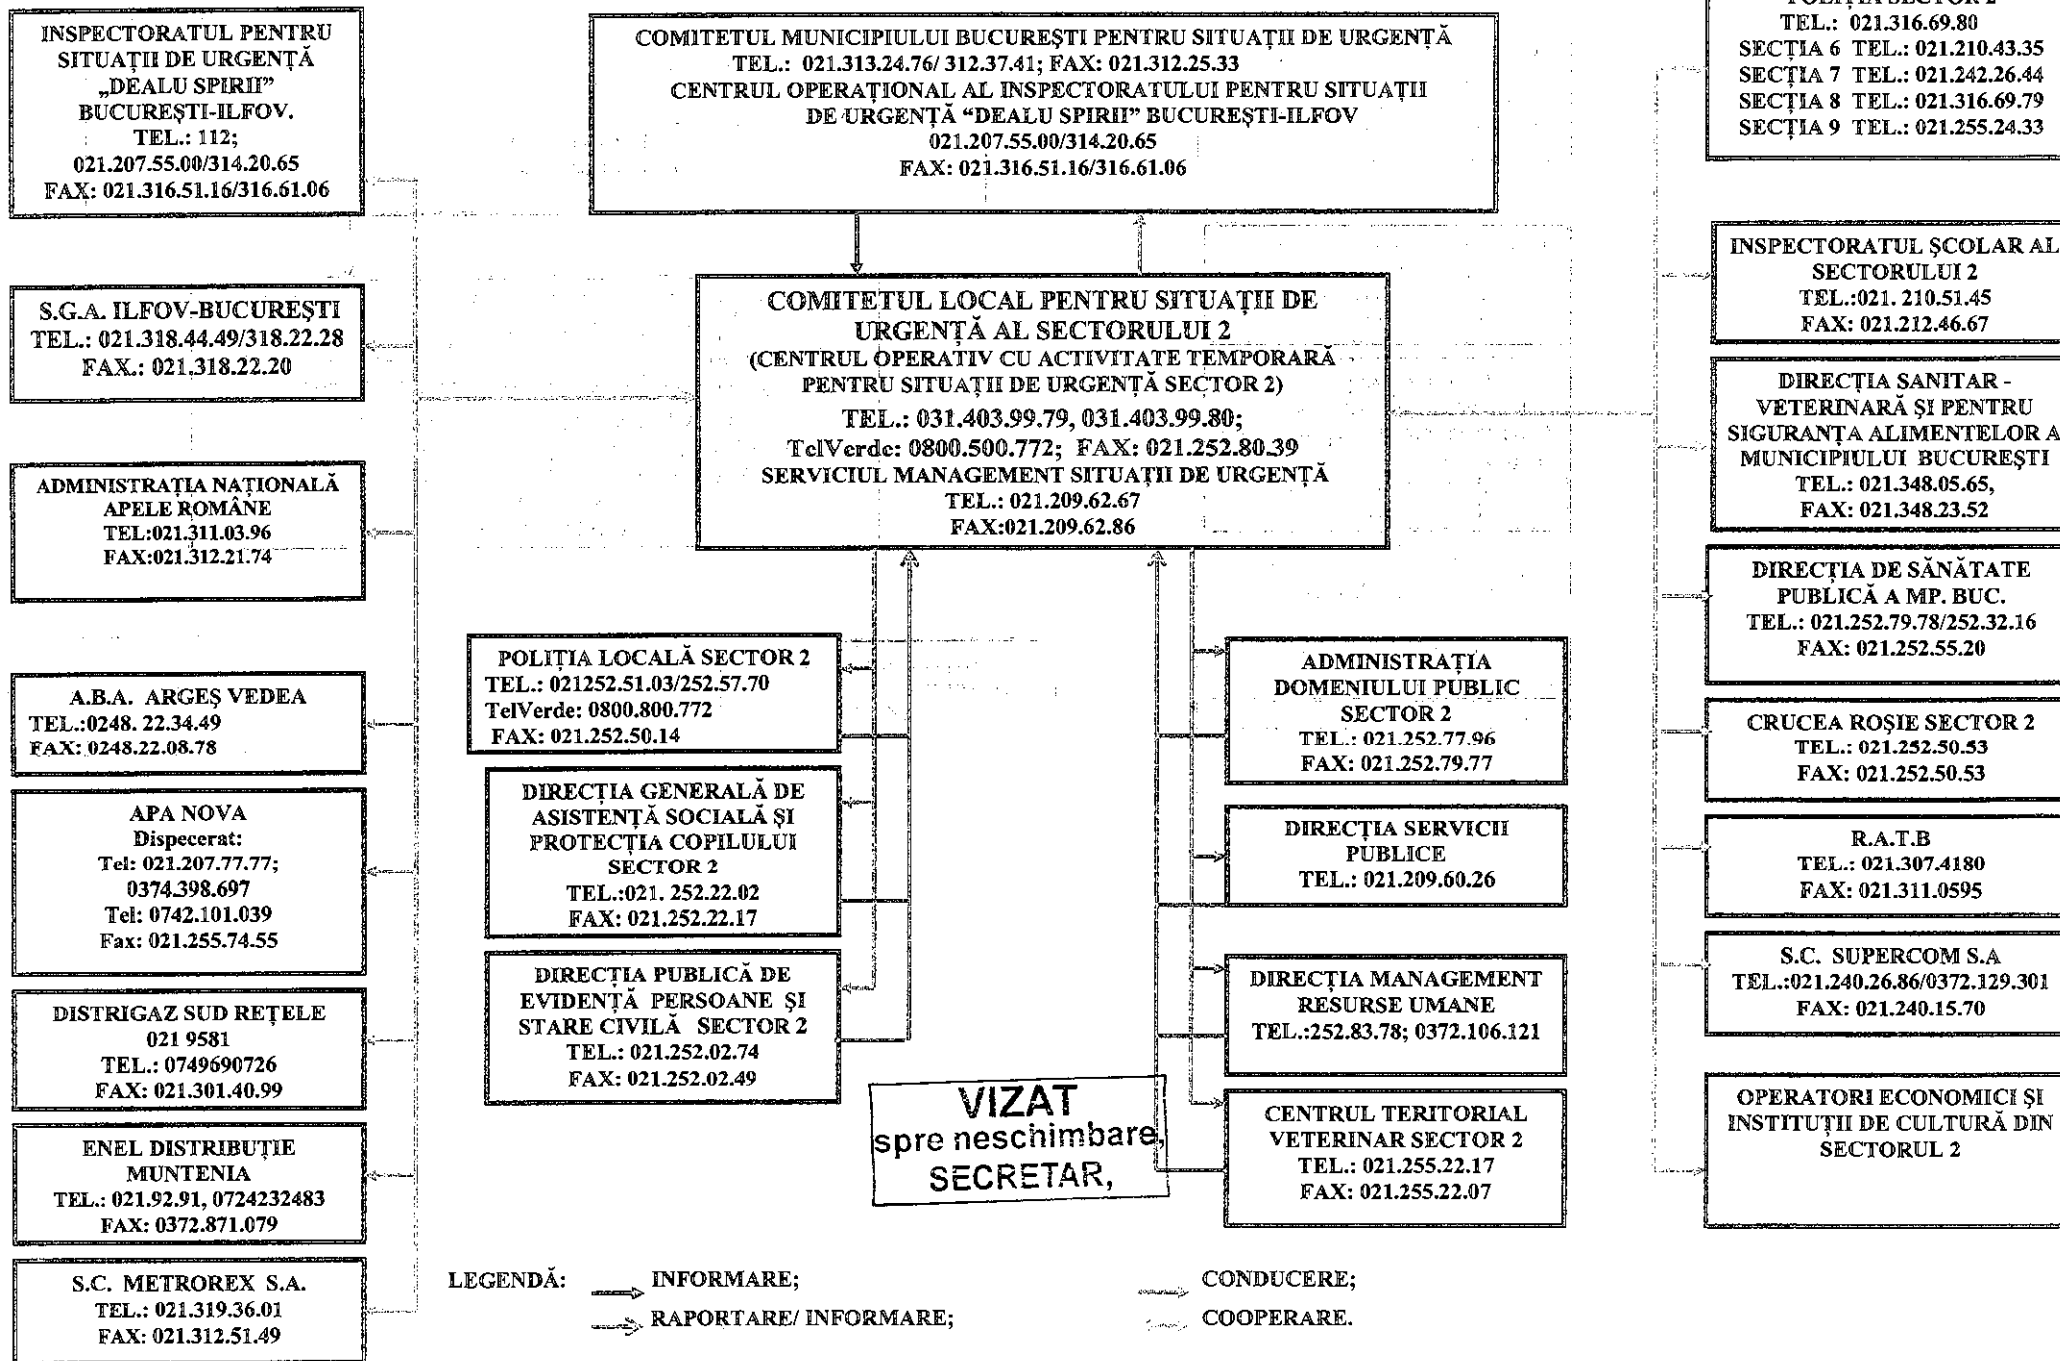 INSPECTORATUL PENTRU
SITUAȚII DE URGENȚĂ
„DEALU SPIRII”
BUCUREȘTI-ILFOV.
TEL.: 112;
021.207.55.00/314.20.65
FAX: 021.316.51.16/316.61.06
S.G.A. ILFOV-BUCUREȘTI
TEL.: 021.318.44.49/318.22.28
FAX.: 021.318.22.20
ADMINISTRAȚIA NAȚIONALĂ
APELE ROMÂNE
TEL:021.311.03.96
FAX:021.312.21.74
A.B.A. ARGEȘ VEDEA
TEL.:0248. 22.34.49
FAX: 0248.22.08.78
APA NOVA
Dispecerat:
Tel: 021.207.77.77;
0374.398.697
Tel: 0742.101.039
Fax: 021.255.74.55
DISTRIGAZ SUD REȚELE
021 9581
TEL.: 0749690726
FAX: 021.301.40.99
ENEL DISTRIBUȚIE
MUNTENIA
TEL.: 021.92.91, 0724232483
FAX: 0372.871.079
S.C. METROREX S.A.
TEL.: 021.319.36.01
FAX: 021.312.51.49
COMITETUL MUNICIPIULUI BUCUREȘTI PENTRU SITUAȚII DE URGENȚĂ
TEL.: 021.313.24.76/ 312.37.41; FAX: 021.312.25.33
CENTRUL OPERAȚIONAL AL INSPECTORATULUI PENTRU SITUAȚII
DE URGENȚĂ “DEALU SPIRII” BUCUREȘTI-ILFOV
021.207.55.00/314.20.65
FAX: 021.316.51.16/316.61.06
COMITETUL LOCAL PENTRU SITUAȚII DE
URGENȚĂ AL SECTORULUI 2
(CENTRUL OPERATIV CU ACTIVITATE TEMPORARĂ
PENTRU SITUAȚII DE URGENȚĂ SECTOR 2)
TEL.: 031.403.99.79, 031.403.99.80;
TelVerde: 0800.500.772; FAX: 021.252.80.39
SERVICIUL MANAGEMENT SITUAȚII DE URGENȚĂ
TEL.: 021.209.62.67
FAX:021.209.62.86
POLIȚIA LOCALĂ SECTOR 2
TEL.: 021252.51.03/252.57.70
TelVerde: 0800.800.772
FAX: 021.252.50.14
DIRECȚIA GENERALĂ DE
ASISTENȚĂ SOCIALĂ ȘI
PROTECȚIA COPILULUI
SECTOR 2
TEL.:021. 252.22.02
FAX: 021.252.22.17
DIRECȚIA PUBLICĂ DE
EVIDENȚĂ PERSOANE ȘI
STARE CIVILĂ SECTOR 2
TEL.: 021.252.02.74
FAX: 021.252.02.49
ADMINISTRAȚIA
DOMENIULUI PUBLIC
SECTOR 2
TEL.: 021.252.77.96
FAX: 021.252.79.77
DIRECȚIA SERVICII
PUBLICE
TEL.: 021.209.60.26
DIRECȚIA MANAGEMENT
RESURSE UMANE
TEL.:252.83.78; 0372.106.121
CENTRUL TERITORIAL
VETERINAR SECTOR 2
TEL.: 021.255.22.17
FAX: 021.255.22.07
VIZAT
spre neschimbare,
SECRETAR,
POLIȚIA SECTOR 2
TEL.: 021.316.69.80
SECȚIA 6 TEL.: 021.210.43.35
SECȚIA 7 TEL.: 021.242.26.44
SECȚIA 8 TEL.: 021.316.69.79
SECȚIA 9 TEL.: 021.255.24.33
INSPECTORATUL ȘCOLAR AL
SECTORULUI 2
TEL.:021. 210.51.45
FAX: 021.212.46.67
DIRECȚIA SANITAR -
VETERINARĂ ȘI PENTRU
SIGURANȚA ALIMENTELOR A
MUNICIPIULUI BUCUREȘTI
TEL.: 021.348.05.65,
FAX: 021.348.23.52
DIRECȚIA DE SĂNĂTATE
PUBLICĂ A MP. BUC.
TEL.: 021.252.79.78/252.32.16
FAX: 021.252.55.20
CRUCEA ROȘIE SECTOR 2
TEL.: 021.252.50.53
FAX: 021.252.50.53
R.A.T.B
TEL.: 021.307.4180
FAX: 021.311.0595
S.C. SUPERCOM S.A
TEL.:021.240.26.86/0372.129.301
FAX: 021.240.15.70
OPERATORI ECONOMICI ȘI
INSTITUȚII DE CULTURĂ DIN
SECTORUL 2
LEGENDĂ: INFORMARE; CONDUCERE;
RAPORTARE/ INFORMARE; COOPERARE.